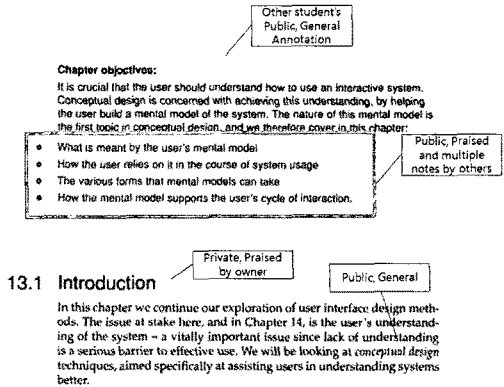 Other student's
Public, General
Annotation
Chapter objectives:
It is crucial that the user should understand how to use an interactive system.
Conceptual design is concerned with achieving this understanding, by helping
the user build a mental model of the system. The nature of this mental model is
the first topic in conceptual design, and we therefore cover in this chapter:
• What is meant by the user's mental model
• How the user relies on it in the course of system usage
• The various forms that mental models can take
• How the mental model supports the user's cycle of interaction.
Public, Praised
and multiple
notes by others
Private, Praised
by owner
Public, General
13.1 Introduction
In this chapter we continue our exploration of user interface design meth-
ods. The issue at stake here, and in Chapter 14, is the user's understand-
ing of the system – a vitally important issue since lack of understanding
is a serious barrier to effective use. We will be looking at conceptual design
techniques, aimed specifically at assisting users in understanding systems
better.